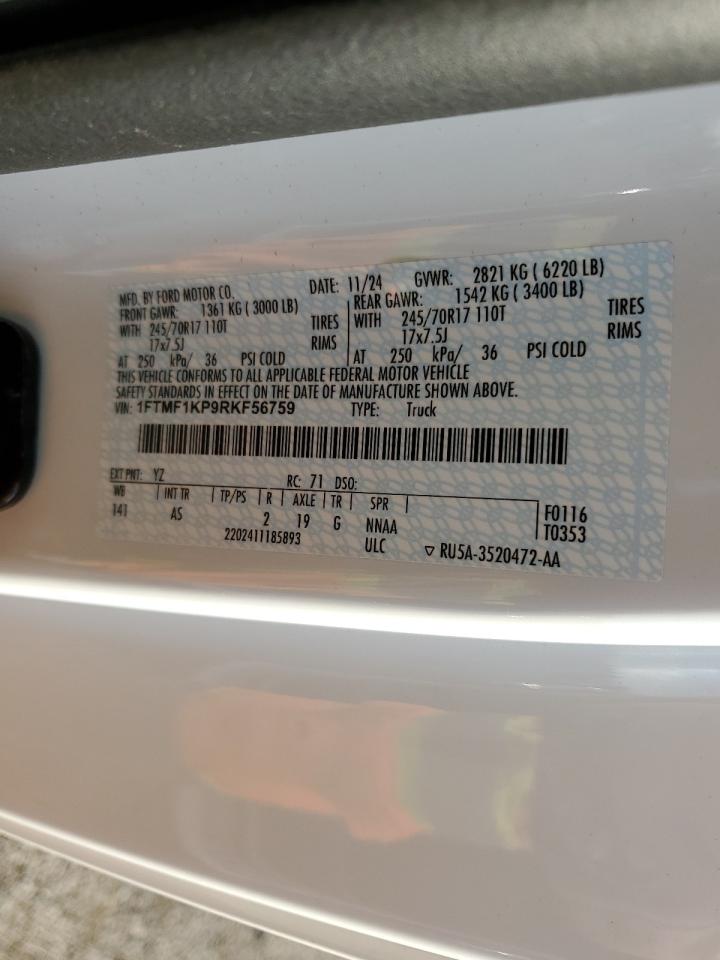 MFD. BY FORD MOTOR CO. DATE: 11/24 GVWR: 2821 KG ( 6220 LB)
FRONT GAWR: 1361 KG ( 3000 LB) REAR GAWR: 1542 KG ( 3400 LB)
WITH 245/70R17 110T TIRES WITH 245/70R17 110T TIRES
17x7.5J RIMS 17x7.5J RIMS
AT 250 kPa/ 36 PSI COLD AT 250 kPa/ 36 PSI COLD
THIS VEHICLE CONFORMS TO ALL APPLICABLE FEDERAL MOTOR VEHICLE
SAFETY STANDARDS IN EFFECT ON THE DATE OF MANUFACTURE SHOWN ABOVE.
VIN: 1FTMF1KP9RKF56759 TYPE: Truck
EXT PNT: YZ RC: 71 DSO:
WB INT TR TP/PS R AXLE TR SPR F0116
141 AS 2 19 G NNAA T0353
2202411185893 ULC ▽ RU5A-3520472-AA